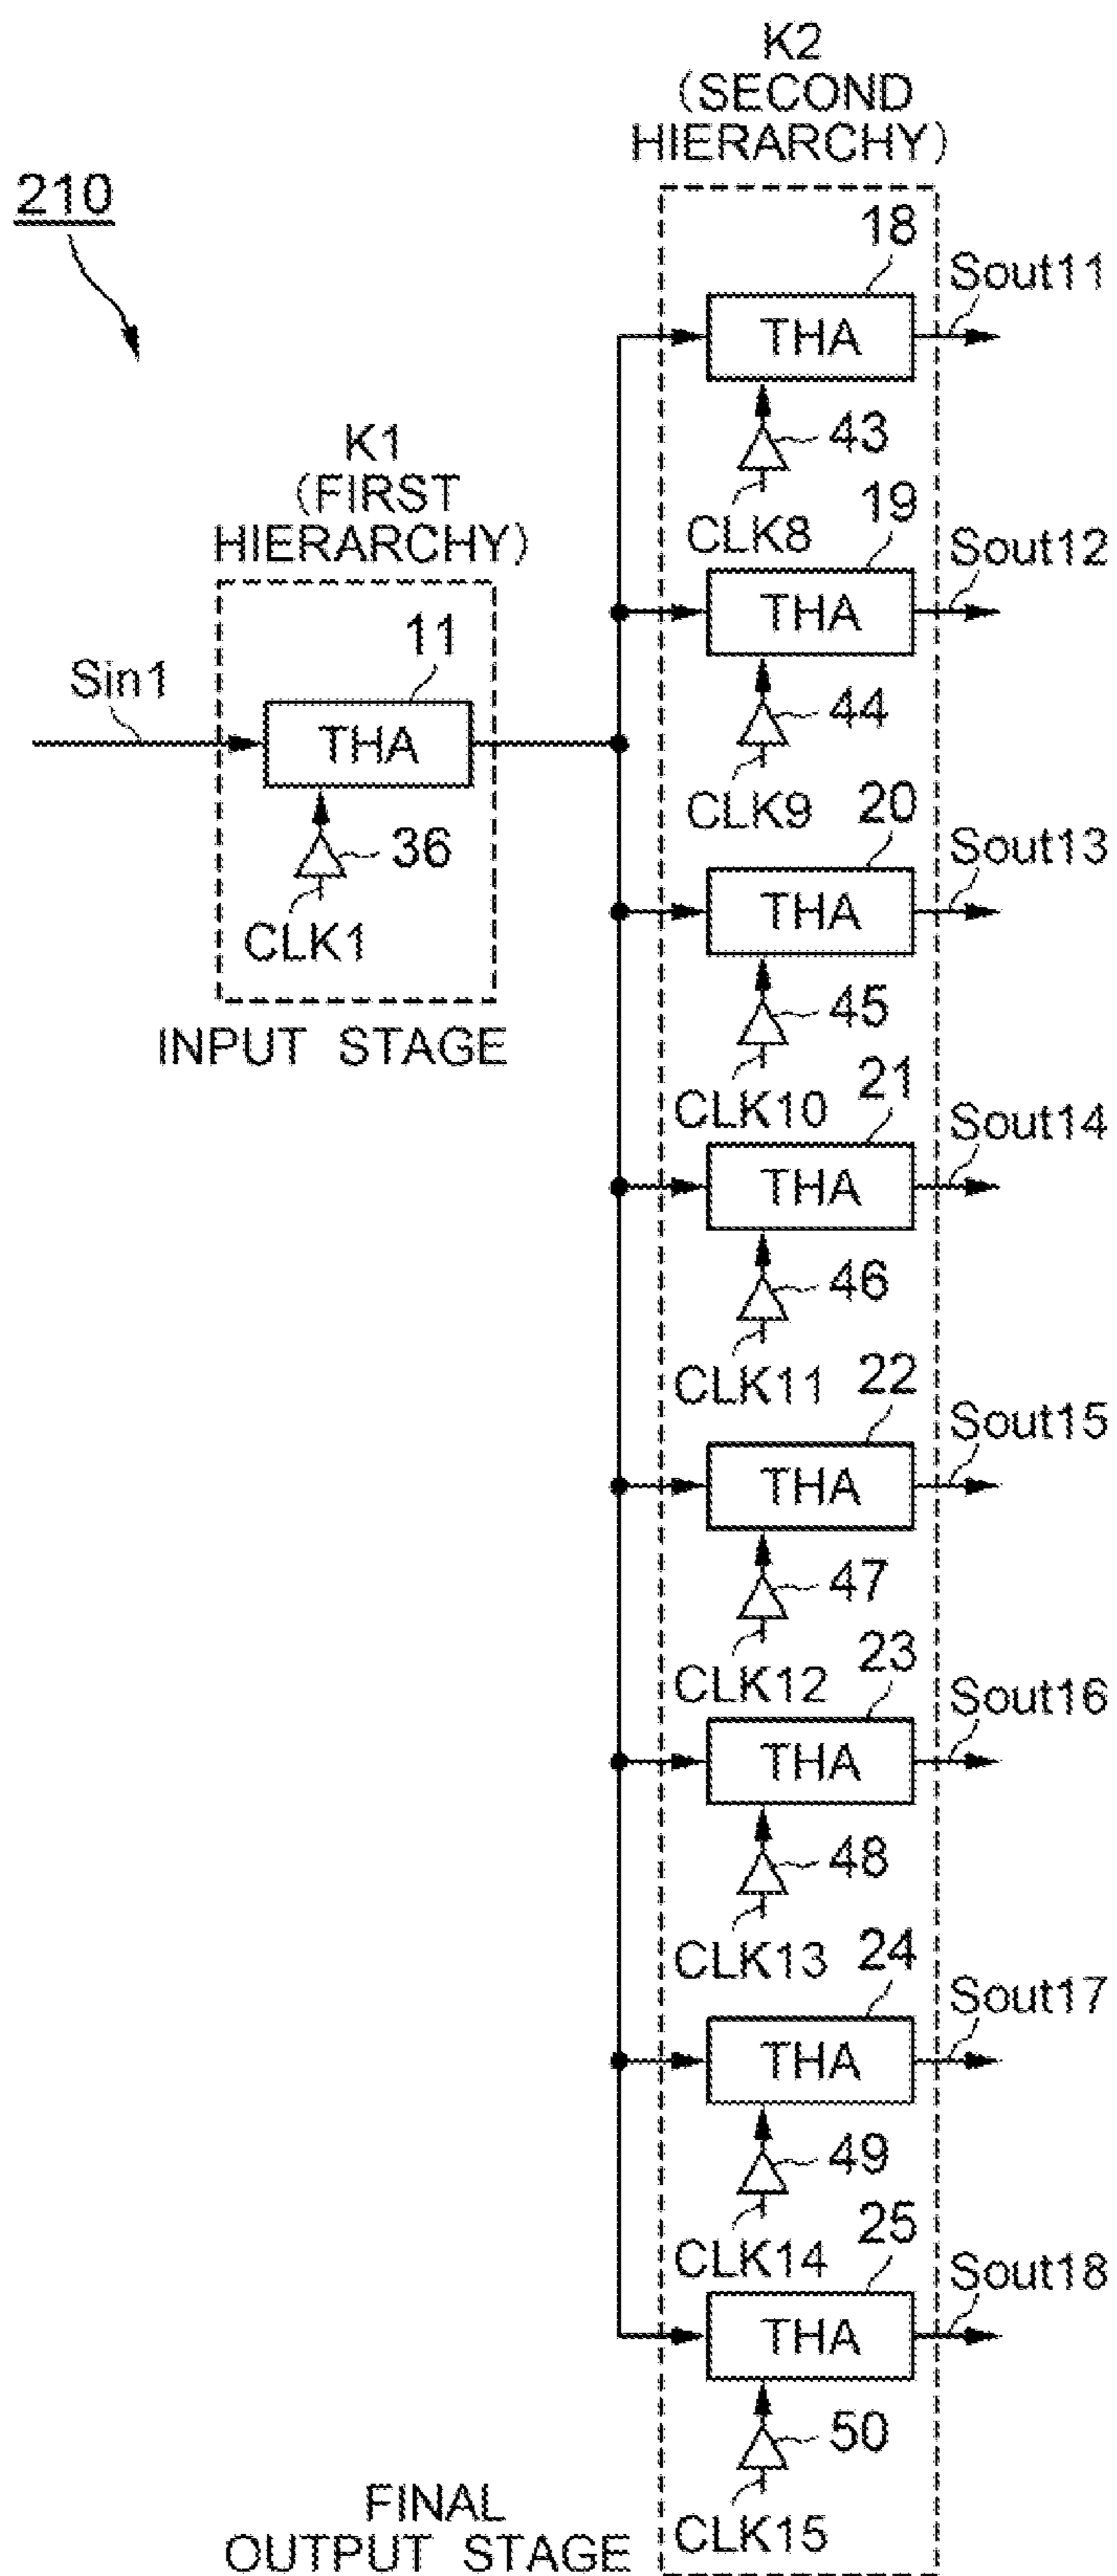 K2
(SECOND
HIERARCHY)
210
18
Sout11
THA
43
K1
(FIRST
HIERARCHY)
CLK8
19
Sout12
THA
11
Sin1
44
THA
CLK9
20
Sout13
36
THA
CLK1
45
INPUT STAGE
CLK10
21
Sout14
THA
46
CLK11
22
Sout15
THA
47
CLK12
23
Sout16
THA
48
CLK13
24
Sout17
THA
49
CLK14
25
Sout18
THA
50
FINAL
OUTPUT STAGE
CLK15